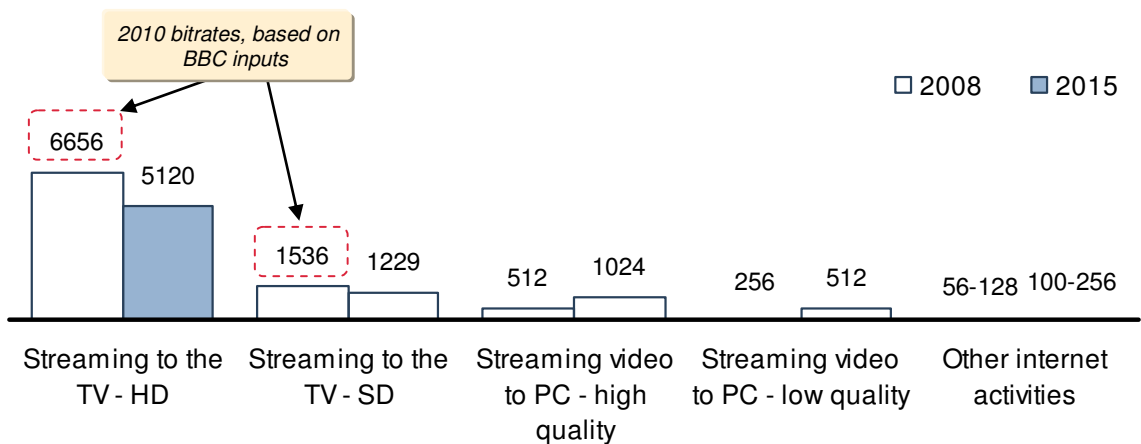 2010 bitrates, based on
BBC inputs
2008 2015
6656
5120
1536
1229
512
1024
256
512
56-128
100-256
Streaming to the
TV - HD
Streaming to the
TV - SD
Streaming video
to PC - high
quality
Streaming video
to PC - low quality
Other internet
activities